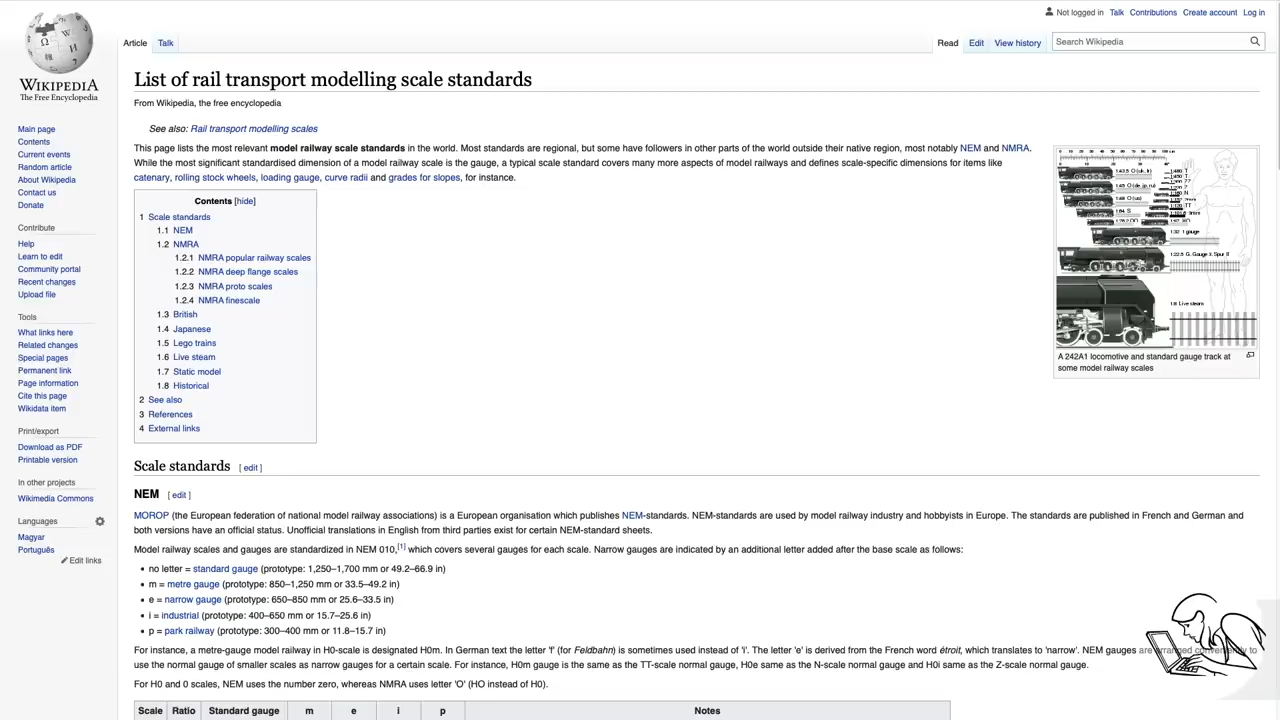 Not logged in Talk Contributions Create account Log in
Article Talk
Read Edit View history
Search Wikipedia
WIKIPEDIA
The Free Encyclopedia
Main page
Contents
Current events
Random article
About Wikipedia
Contact us
Donate
Contribute
Help
Learn to edit
Community portal
Recent changes
Upload file
Tools
What links here
Related changes
Special pages
Permanent link
Page information
Cite this page
Wikidata item
Print/export
Download as PDF
Printable version
In other projects
Wikimedia Commons
Languages
Magyar
Português
Edit links
List of rail transport modelling scale standards
From Wikipedia, the free encyclopedia
See also: Rail transport modelling scales
This page lists the most relevant model railway scale standards in the world. Most standards are regional, but some have followers in other parts of the world outside their native region, most notably NEM and NMRA.
While the most significant standardised dimension of a model railway scale is the gauge, a typical scale standard covers many more aspects of model railways and defines scale-specific dimensions for items like
catenary, rolling stock wheels, loading gauge, curve radii and grades for slopes, for instance.
Contents [hide]
1 Scale standards
1.1 NEM
1.2 NMRA
1.2.1 NMRA popular railway scales
1.2.2 NMRA deep flange scales
1.2.3 NMRA proto scales
1.2.4 NMRA finescale
1.3 British
1.4 Japanese
1.5 Lego trains
1.6 Live steam
1.7 Static model
1.8 Historical
2 See also
3 References
4 External links
1:8 Live steam
A 242A1 locomotive and standard gauge track at
some model railway scales
Scale standards [ edit ]
NEM [ edit ]
MOROP (the European federation of national model railway associations) is a European organisation which publishes NEM-standards. NEM-standards are used by model railway industry and hobbyists in Europe. The standards are published in French and German and
both versions have an official status. Unofficial translations in English from third parties exist for certain NEM-standard sheets.
Model railway scales and gauges are standardized in NEM 010,[1] which covers several gauges for each scale. Narrow gauges are indicated by an additional letter added after the base scale as follows:
• no letter = standard gauge (prototype: 1,250–1,700 mm or 49.2–66.9 in)
• m = metre gauge (prototype: 850–1,250 mm or 33.5–49.2 in)
• e = narrow gauge (prototype: 650–850 mm or 25.6–33.5 in)
• i = industrial (prototype: 400–650 mm or 15.7–25.6 in)
• p = park railway (prototype: 300–400 mm or 11.8–15.7 in)
For instance, a metre-gauge model railway in H0-scale is designated H0m. In German text the letter 'f' (for Feldbahn) is sometimes used instead of 'i'. The letter 'e' is derived from the French word étroit, which translates to 'narrow'. NEM gauges are arranged conveniently to
use the normal gauge of smaller scales as narrow gauges for a certain scale. For instance, H0m gauge is the same as the TT-scale normal gauge, H0e same as the N-scale normal gauge and H0i same as the Z-scale normal gauge.
For H0 and 0 scales, NEM uses the number zero, whereas NMRA uses letter 'O' (HO instead of H0).
Scale Ratio Standard gauge m e i p Notes